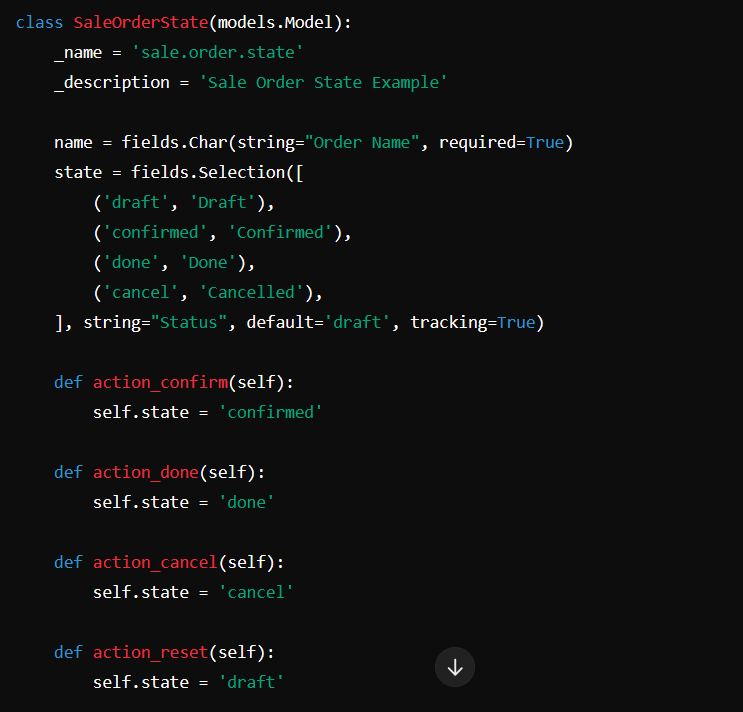 class SaleOrderState(models.Model):
    _name = 'sale.order.state'
    _description = 'Sale Order State Example'

    name = fields.Char(string="Order Name", required=True)
    state = fields.Selection([
        ('draft', 'Draft'),
        ('confirmed', 'Confirmed'),
        ('done', 'Done'),
        ('cancel', 'Cancelled'),
    ], string="Status", default='draft', tracking=True)

    def action_confirm(self):
        self.state = 'confirmed'

    def action_done(self):
        self.state = 'done'

    def action_cancel(self):
        self.state = 'cancel'

    def action_reset(self):
        self.state = 'draft'